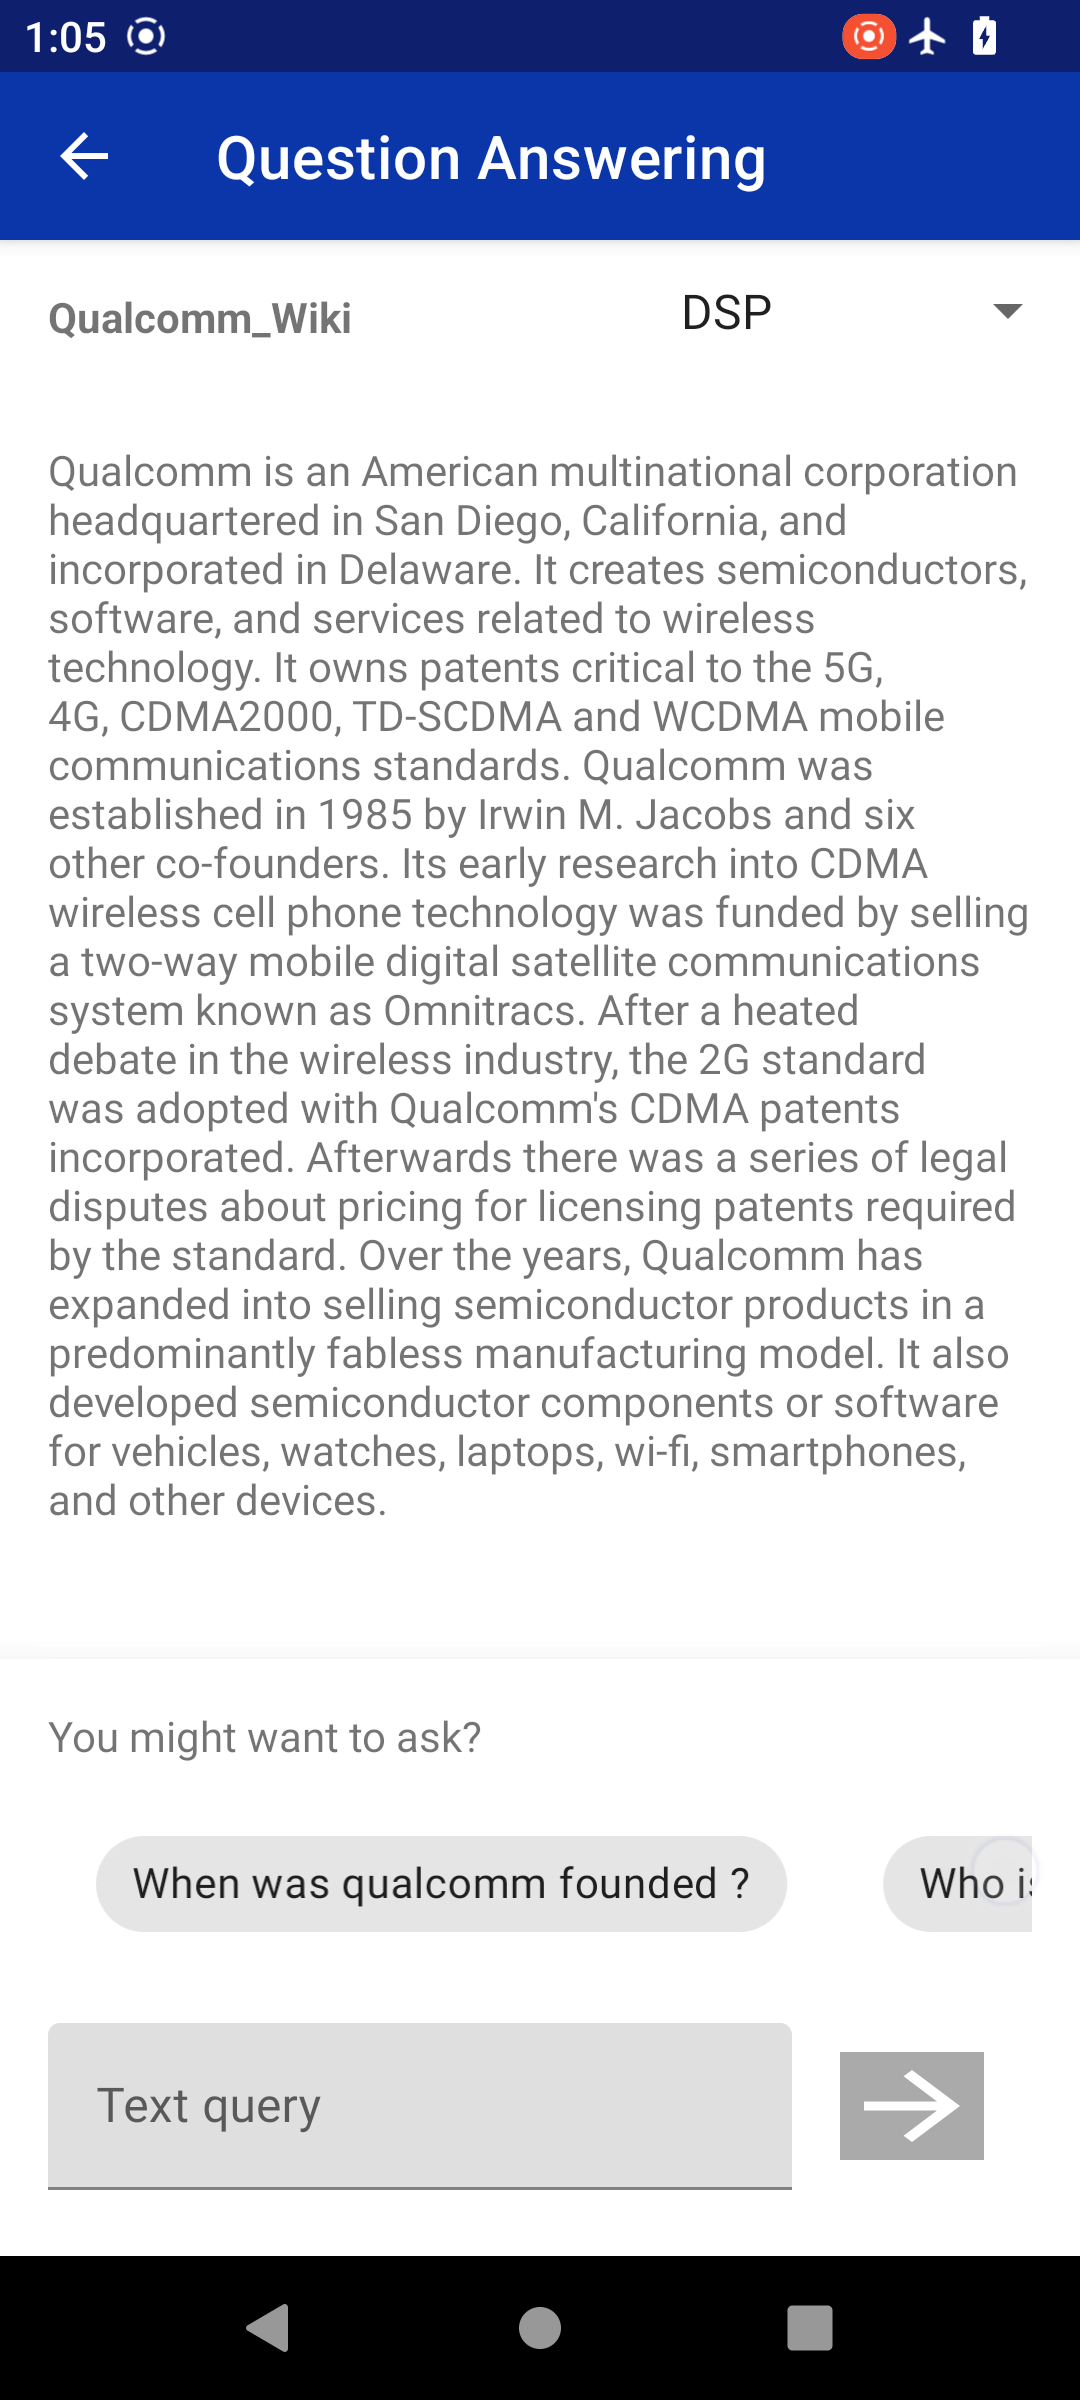 1:05
Question Answering
Qualcomm_Wiki
DSP
Qualcomm is an American multinational corporation
headquartered in San Diego, California, and
incorporated in Delaware. It creates semiconductors,
software, and services related to wireless
technology. It owns patents critical to the 5G,
4G, CDMA2000, TD-SCDMA and WCDMA mobile
communications standards. Qualcomm was
established in 1985 by Irwin M. Jacobs and six
other co-founders. Its early research into CDMA
wireless cell phone technology was funded by selling
a two-way mobile digital satellite communications
system known as Omnitracs. After a heated
debate in the wireless industry, the 2G standard
was adopted with Qualcomm's CDMA patents
incorporated. Afterwards there was a series of legal
disputes about pricing for licensing patents required
by the standard. Over the years, Qualcomm has
expanded into selling semiconductor products in a
predominantly fabless manufacturing model. It also
developed semiconductor components or software
for vehicles, watches, laptops, wi-fi, smartphones,
and other devices.
You might want to ask?
When was qualcomm founded ?
Who is
Text query